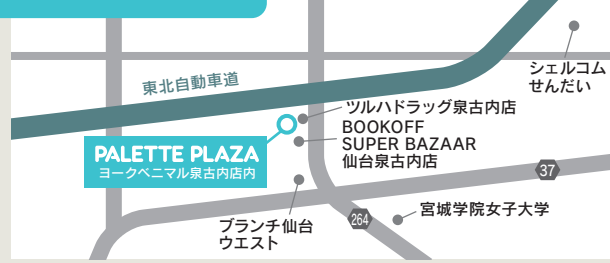 シェルコム
せんだい
東北自動車道
ツルハドラッグ泉古内店
BOOKOFF
SUPER BAZAAR
仙台泉古内店
PALETTE PLAZA
ヨークベニマル泉古内店内
37
宮城学院女子大学
264
ブランチ仙台
ウエスト